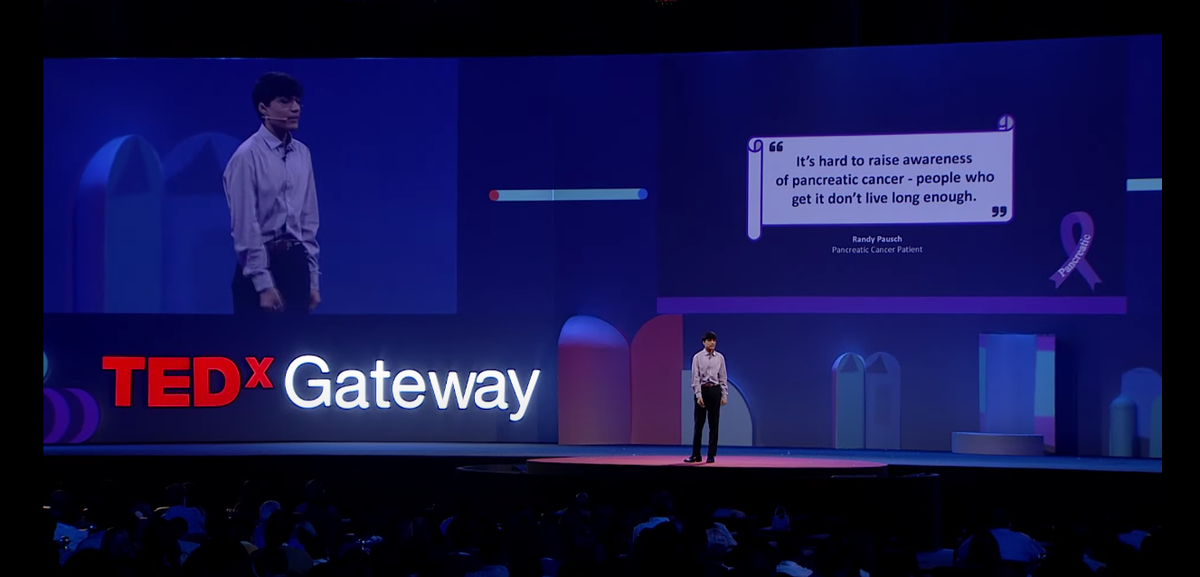 “ It’s hard to raise awareness
of pancreatic cancer - people who
get it don’t live long enough. ”
Randy Pausch
Pancreatic Cancer Patient
Pancreatic
TEDx Gateway